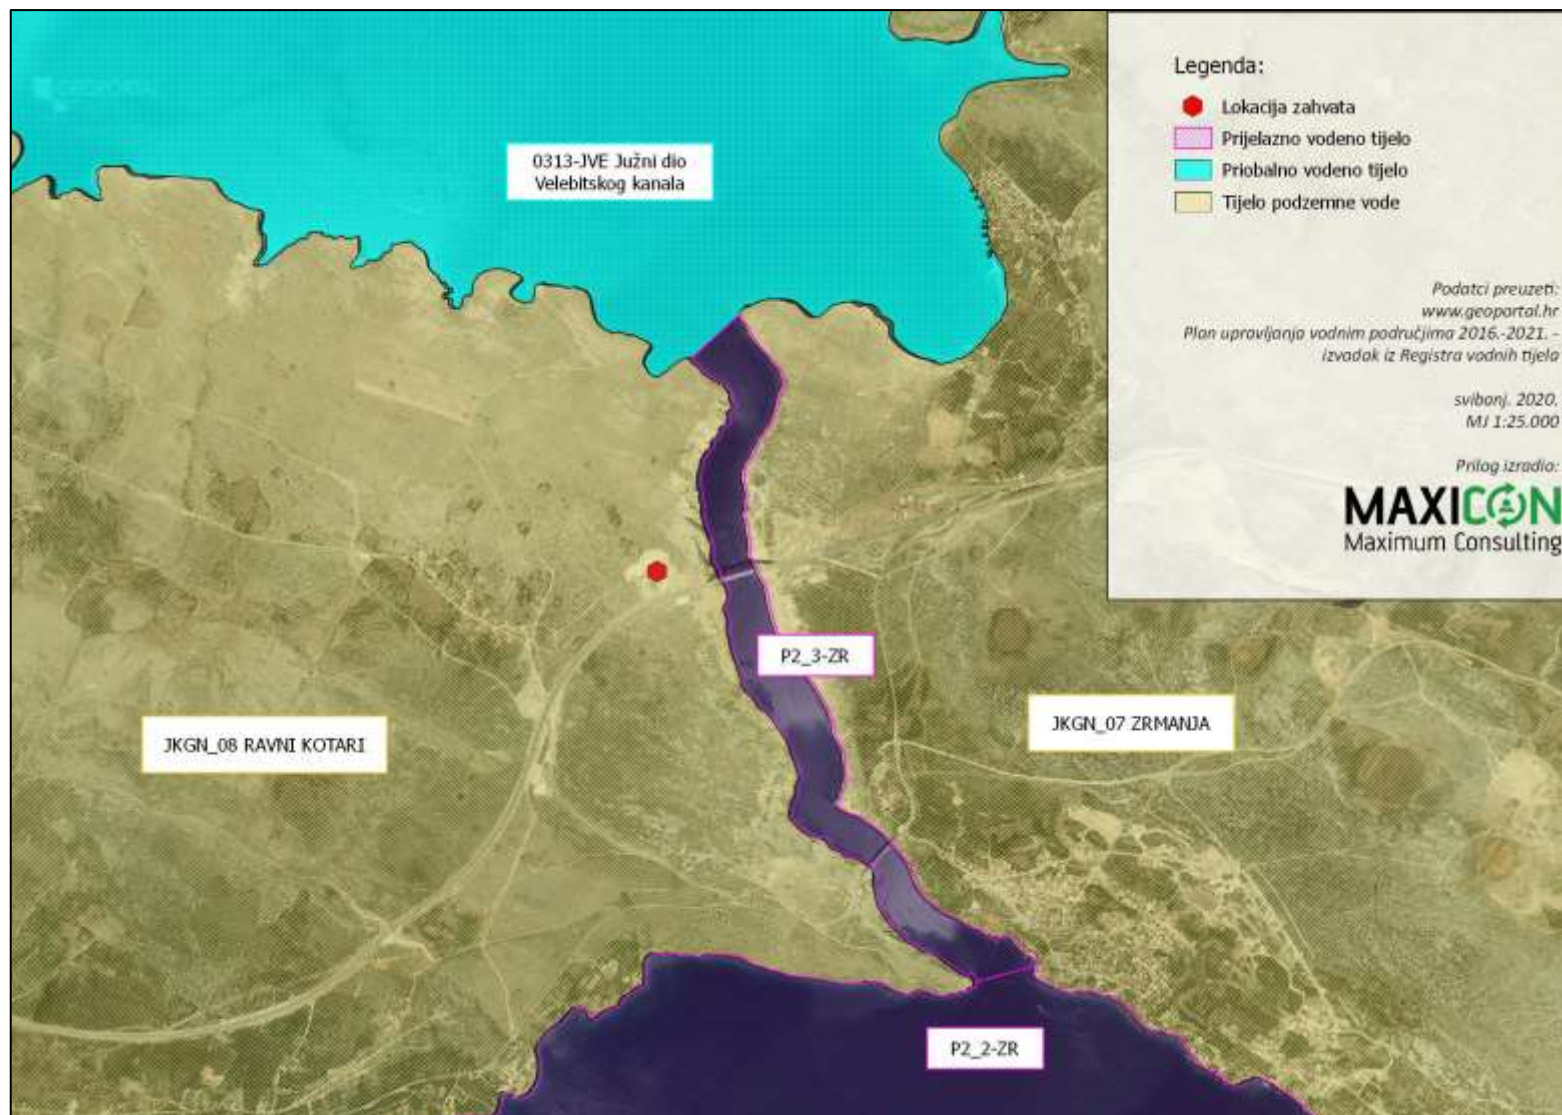 0313-JVE Južni dio
Velebitskog kanala
P2_3-ZR
JKGN_08 RAVNI KOTARI
JKGN_07 ZRMANJA
P2_2-ZR
Legenda:
Lokacija zahvata
Prijelazno vodeno tijelo
Priobalno vodeno tijelo
Tijelo podzemne vode
Podatci preuzeti:
www.geoportal.hr
Plan upravljanja vodnim područjima 2016.-2021. -
izvadak iz Registra vodnih tijela
svibanj. 2020.
MJ 1:25.000
Prilog izradio:
MAXICON
Maximum Consulting